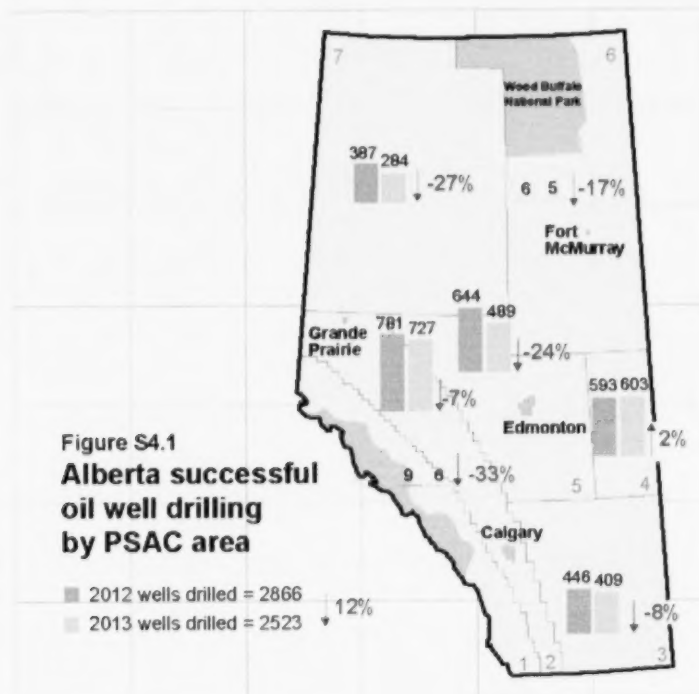 7
6
Wood Buffalo
National Park
387 284
-27%
6 5
-17%
Fort
McMurray
644 489
-24%
Grande
Prairie
781 727
-7%
593 603
2%
Edmonton
9 6
-33%
5
4
Calgary
446 409
-8%
1
2
3
Figure S4.1
Alberta successful
oil well drilling
by PSAC area
2012 wells drilled = 2866
2013 wells drilled = 2523
12%